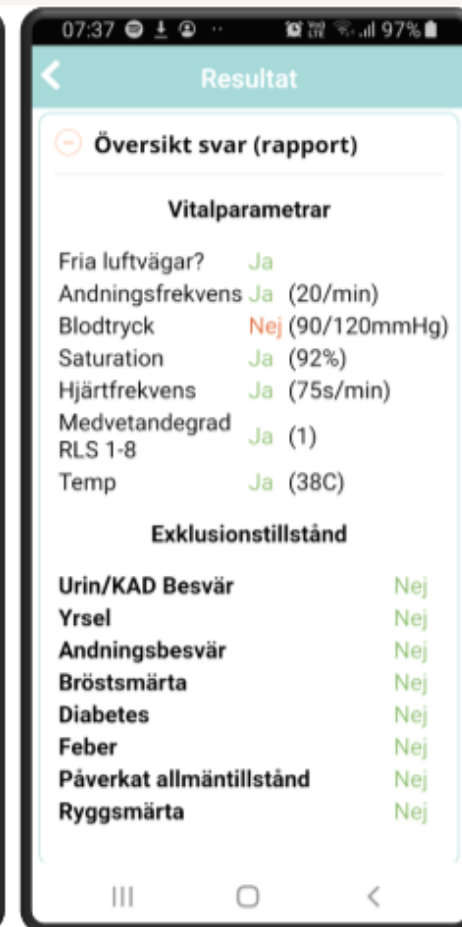 07:37 97%
Resultat
Översikt svar (rapport)
Vitalparametrar
Fria luftvägar? Ja
Andningsfrekvens Ja (20/min)
Blodtryck Nej (90/120mmHg)
Saturation Ja (92%)
Hjärtfrekvens Ja (75s/min)
Medvetandegrad
RLS 1-8 Ja (1)
Temp Ja (38C)
Exklusionstillstånd
Urin/KAD Besvär Nej
Yrsel Nej
Andningsbesvär Nej
Bröstsmärta Nej
Diabetes Nej
Feber Nej
Påverkat allmäntillstånd Nej
Ryggsmärta Nej